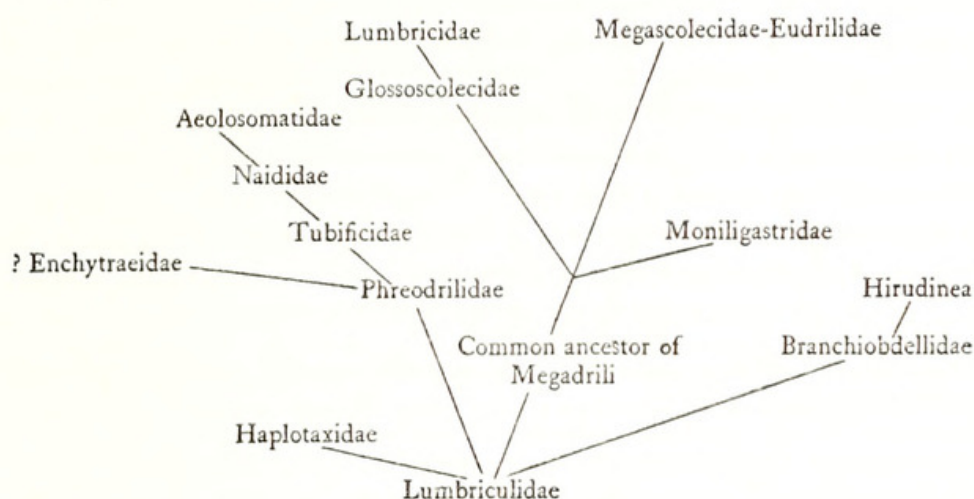 Lumbricidae
Megascolecidae-Eudrilidae
Glossoscolecidae
Aeolosomatidae
Naididae
Tubificidae
Moniligastridae
? Enchytraeidae
Phreodrilidae
Hirudinea
Common ancestor of
Megadrili
Branchiobdellidae
Haplotaxidae
Lumbriculidae